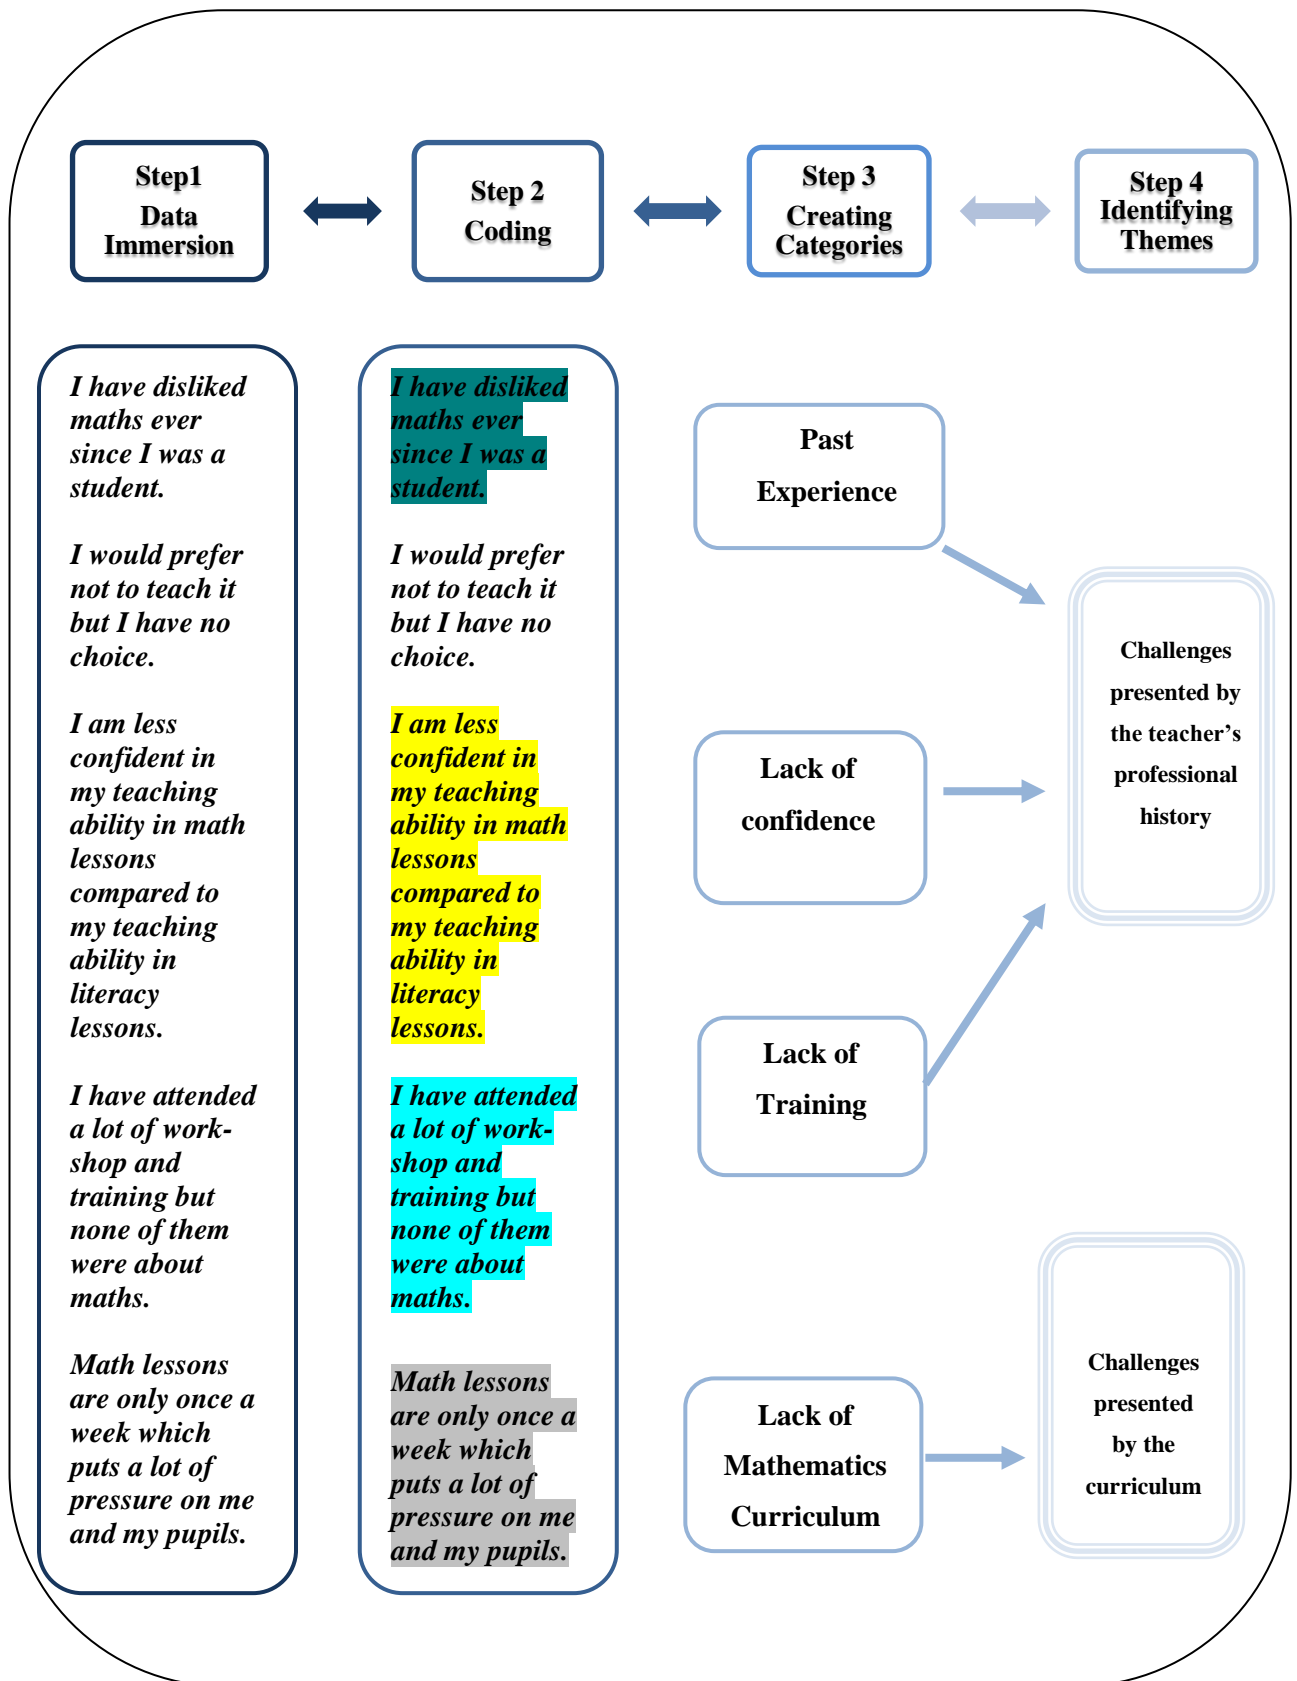 Step1
Data
Immersion
Step 2
Coding
Step 3
Creating
Categories
Step 4
Identifying
Themes
I have disliked
maths ever
since I was a
student.
I would prefer
not to teach it
but I have no
choice.
I am less
confident in
my teaching
ability in math
lessons
compared to
my teaching
ability in
literacy
lessons.
I have attended
a lot of work-
shop and
training but
none of them
were about
maths.
Math lessons
are only once a
week which
puts a lot of
pressure on me
and my pupils.
I have disliked
maths ever
since I was a
student.
I would prefer
not to teach it
but I have no
choice.
I am less
confident in
my teaching
ability in math
lessons
compared to
my teaching
ability in
literacy
lessons.
I have attended
a lot of work-
shop and
training but
none of them
were about
maths.
Math lessons
are only once a
week which
puts a lot of
pressure on me
and my pupils.
Past
Experience
Lack of
confidence
Lack of
Training
Lack of
Mathematics
Curriculum
Challenges
presented by
the teacher’s
professional
history
Challenges
presented
by the
curriculum